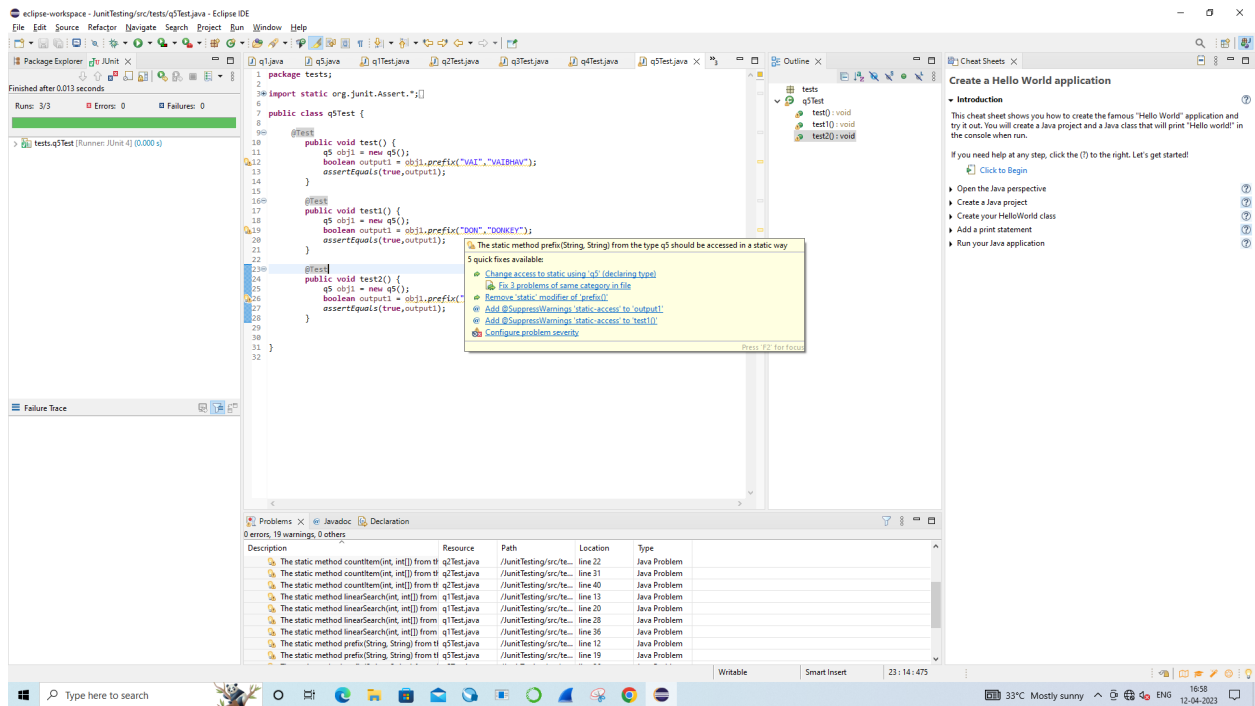 eclipse-workspace - JunitTesting/src/tests/q5Test.java - Eclipse IDE
File Edit Source Refactor Navigate Search Project Run Window Help
Package Explorer JUnit
Finished after 0.013 seconds
Runs: 3/3 Errors: 0 Failures: 0
tests.q5Test [Runner: JUnit 4] (0.000 s)
Failure Trace
q1.java q5.java q1Test.java q2Test.java q3Test.java q4Test.java q5Test.java
1 package tests;
2
3 import static org.junit.Assert.*;
6
7 public class q5Test {
8
9 @Test
10 public void test() {
11 q5 obj1 = new q5();
12 boolean output1 = obj1.prefix("VAI","VAIBHAV");
13 assertEquals(true,output1);
14 }
15
16 @Test
17 public void test1() {
18 q5 obj1 = new q5();
19 boolean output1 = obj1.prefix("DON","DONKEY");
20 assertEquals(true,output1);
21 }
22
23 @Test
24 public void test2() {
25 q5 obj1 = new q5();
26 boolean output1 = obj1.prefix("
27 assertEquals(true,output1);
28 }
29
30
31 }
32
The static method prefix(String, String) from the type q5 should be accessed in a static way
5 quick fixes available:
Change access to static using 'q5' (declaring type)
Fix 3 problems of same category in file
Remove 'static' modifier of 'prefix()'
Add @SuppressWarnings 'static-access' to 'output1'
Add @SuppressWarnings 'static-access' to 'test1()'
Configure problem severity
Press 'F2' for focus
Outline
tests
q5Test
test() : void
test1() : void
test2() : void
Cheat Sheets
Create a Hello World application
Introduction
This cheat sheet shows you how to create the famous "Hello World" application and
try it out. You will create a Java project and a Java class that will print "Hello world!" in
the console when run.
If you need help at any step, click the (?) to the right. Let's get started!
Click to Begin
Open the Java perspective
Create a Java project
Create your HelloWorld class
Add a print statement
Run your Java application
Problems Javadoc Declaration
0 errors, 19 warnings, 0 others
Description Resource Path Location Type
The static method countItem(int, int[]) from th q2Test.java /JunitTesting/src/te... line 22 Java Problem
The static method countItem(int, int[]) from th q2Test.java /JunitTesting/src/te... line 31 Java Problem
The static method countItem(int, int[]) from th q2Test.java /JunitTesting/src/te... line 40 Java Problem
The static method linearSearch(int, int[]) from q1Test.java /JunitTesting/src/te... line 13 Java Problem
The static method linearSearch(int, int[]) from q1Test.java /JunitTesting/src/te... line 20 Java Problem
The static method linearSearch(int, int[]) from q1Test.java /JunitTesting/src/te... line 28 Java Problem
The static method linearSearch(int, int[]) from q1Test.java /JunitTesting/src/te... line 36 Java Problem
The static method prefix(String, String) from th q5Test.java /JunitTesting/src/te... line 12 Java Problem
The static method prefix(String, String) from th q5Test.java /JunitTesting/src/te... line 19 Java Problem
Writable Smart Insert 23 : 14 : 475
Type here to search
33°C Mostly sunny ENG 16:58
12-04-2023